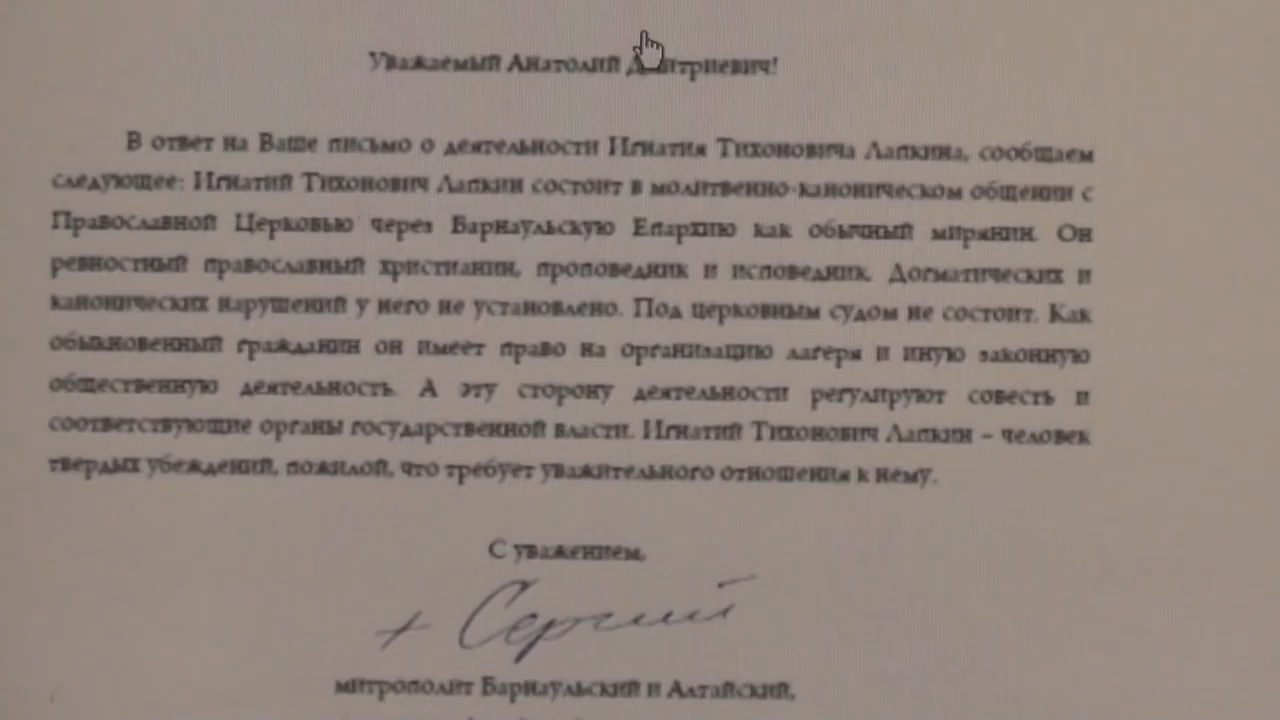 Уважаемый Анатолий Дмитриевич!
В ответ на Ваше письмо о деятельности Игнатия Тихоновича Лапкина, сообщаем
следующее: Игнатий Тихонович Лапкин состоит в молитвенно-каноническом общении с
Православной Церковью через Барнаульскую Епархию как обычный мирянин. Он
ревностный православный христианин, проповедник и исповедник. Догматических и
канонических нарушений у него не установлено. Под церковным судом не состоит. Как
обыкновенный гражданин он имеет право на организацию лагеря и иную законную
общественную деятельность. А эту сторону деятельности регулируют совесть и
соответствующие органы государственной власти. Игнатий Тихонович Лапкин – человек
твердых убеждений, пожилой, что требует уважительного отношения к нему.
С уважением,
+ Сергий
митрополит Барнаульский и Алтайский,